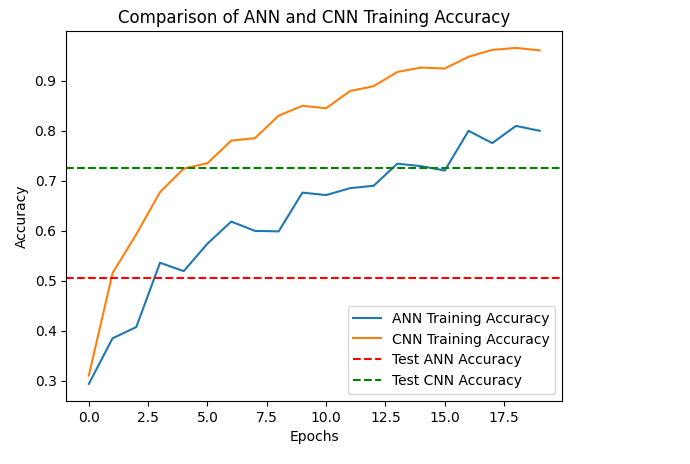 Comparison of ANN and CNN Training Accuracy
Accuracy
0.9
0.8
0.7
0.6
0.5
0.4
0.3
ANN Training Accuracy
CNN Training Accuracy
Test ANN Accuracy
Test CNN Accuracy
0.0 2.5 5.0 7.5 10.0 12.5 15.0 17.5
Epochs